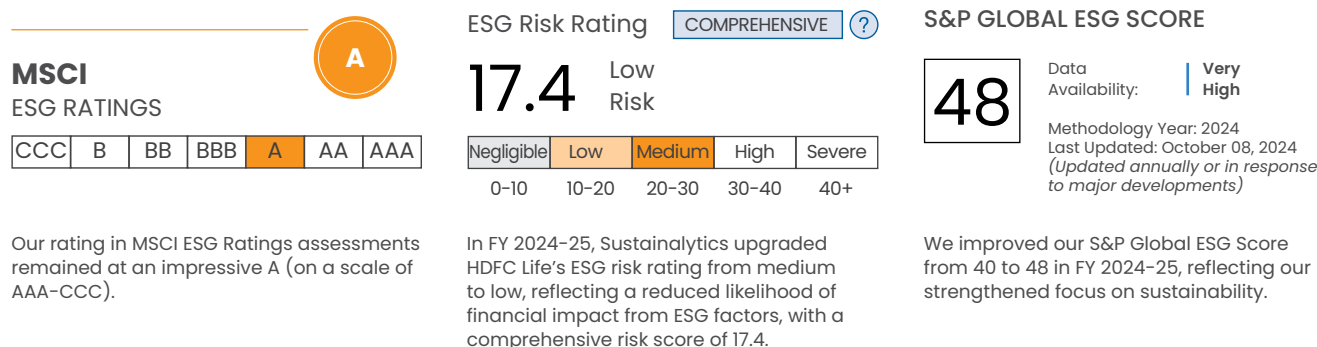 A
MSCI
ESG RATINGS
CCC B BB BBB A AA AAA
Our rating in MSCI ESG Ratings assessments
remained at an impressive A (on a scale of
AAA-CCC).
ESG Risk Rating COMPREHENSIVE ?
17.4 Low
Risk
Negligible Low Medium High Severe
0-10 10-20 20-30 30-40 40+
In FY 2024-25, Sustainalytics upgraded
HDFC Life's ESG risk rating from medium
to low, reflecting a reduced likelihood of
financial impact from ESG factors, with a
comprehensive risk score of 17.4.
S&P GLOBAL ESG SCORE
48
Data
Availability:
Very
High
Methodology Year: 2024
Last Updated: October 08, 2024
(Updated annually or in response
to major developments)
We improved our S&P Global ESG Score
from 40 to 48 in FY 2024-25, reflecting our
strengthened focus on sustainability.